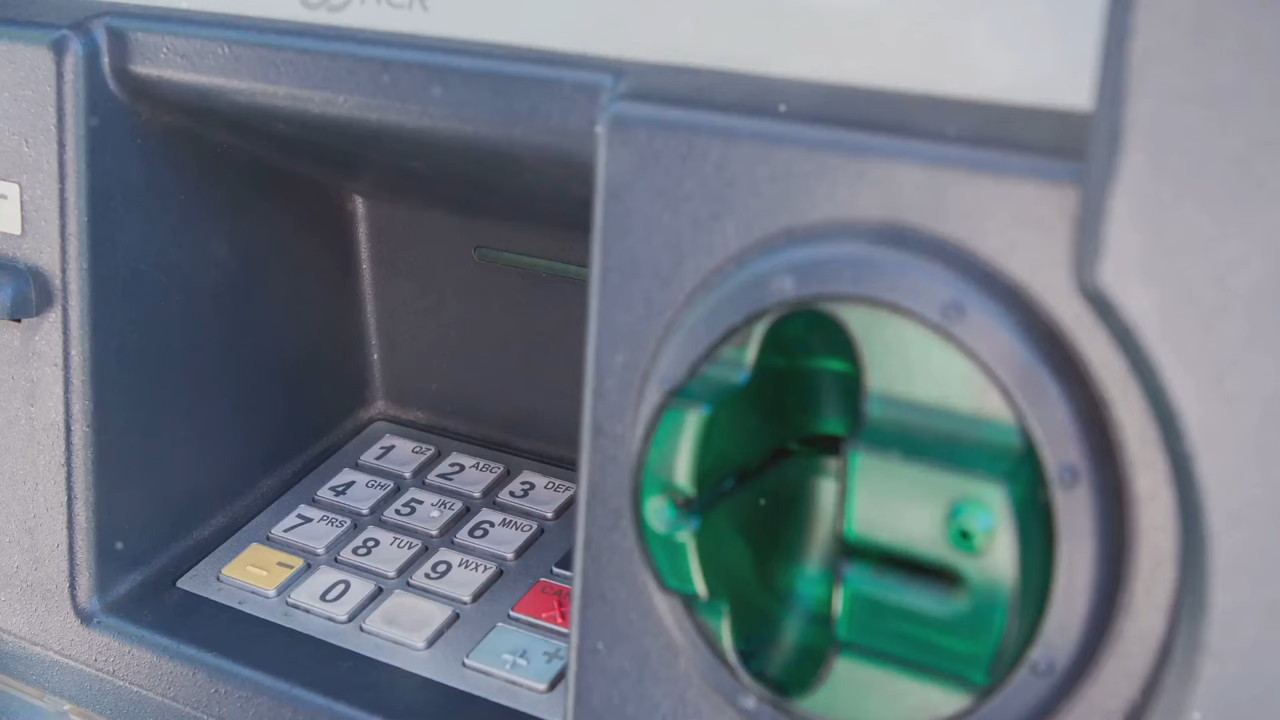 NCR
1 QZ 2 ABC 3 DEF
4 GHI 5 JKL 6 MNO
7 PRS 8 TUV 9 WXY
0